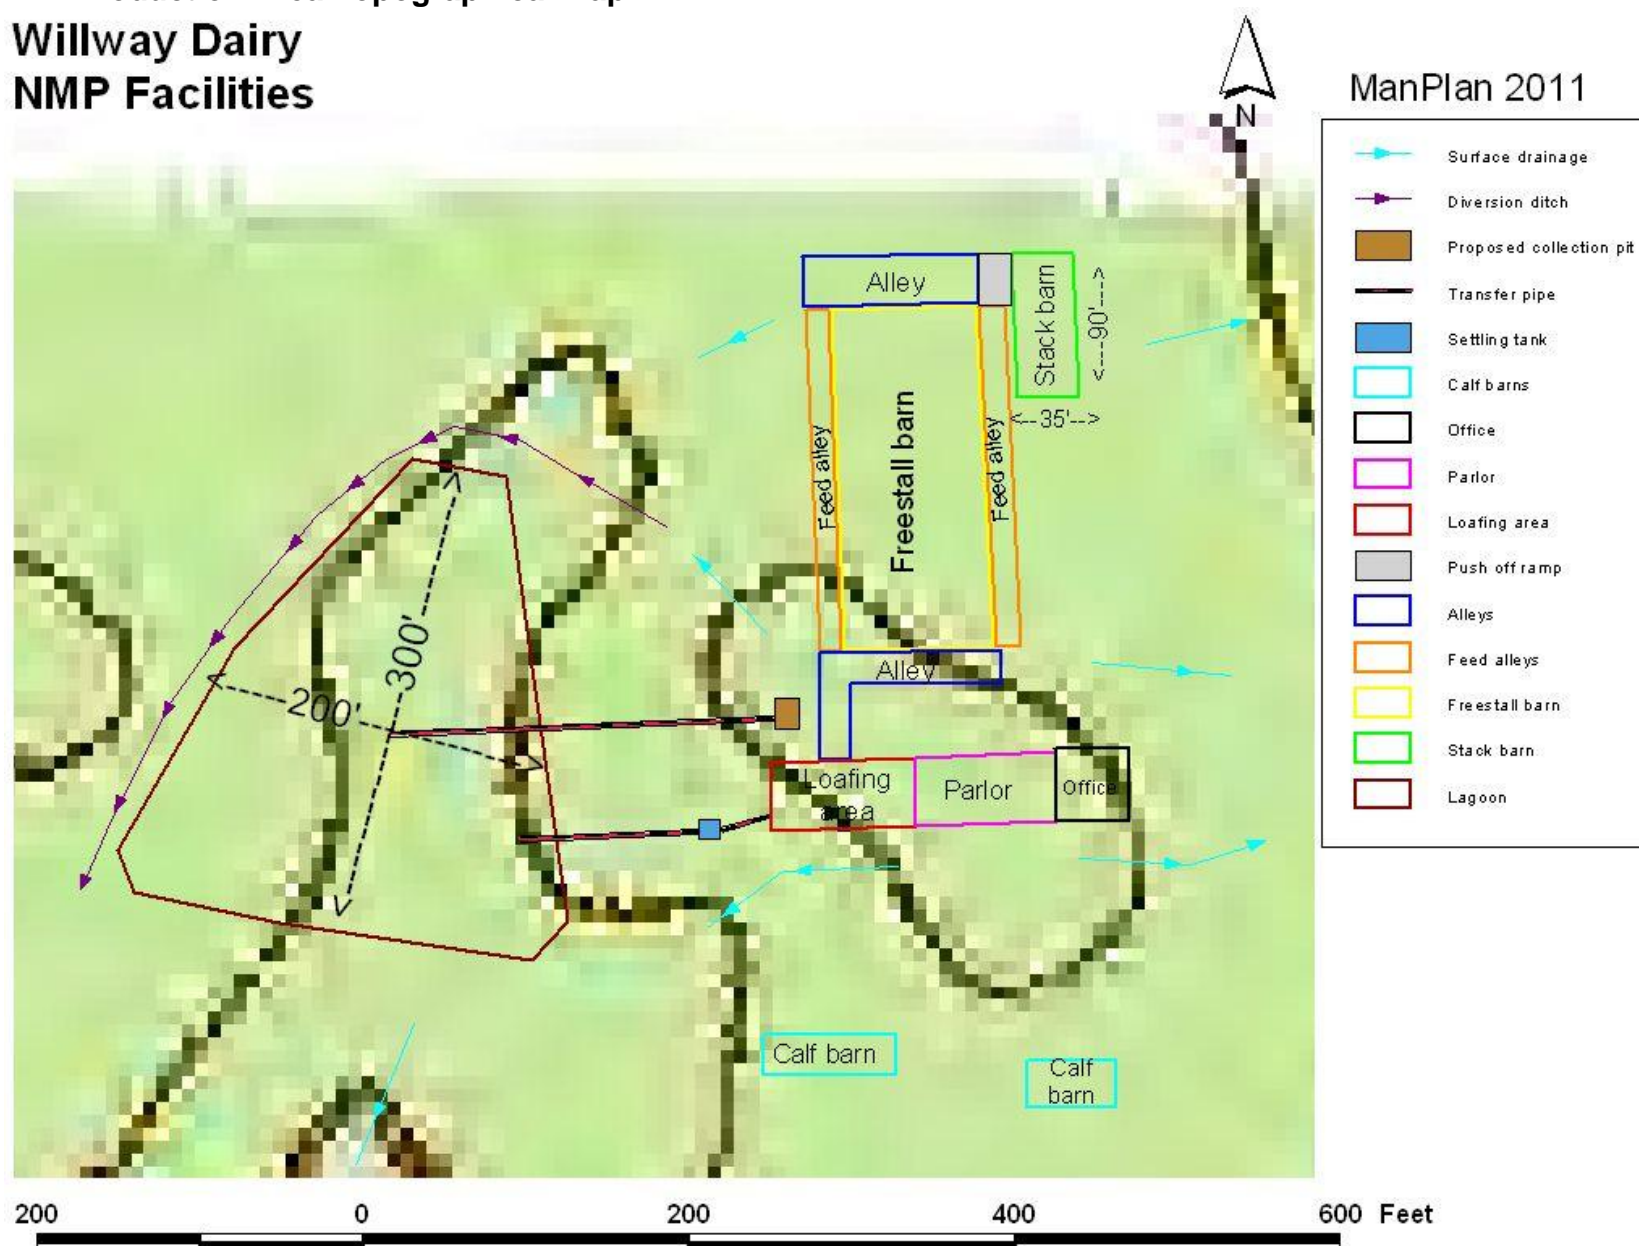 Willway Dairy
NMP Facilities
N
ManPlan 2011
Surface drainage
Diversion ditch
Proposed collection pit
Transfer pipe
Settling tank
Calf barns
Office
Parlor
Loafing area
Push off ramp
Alleys
Feed alleys
Freestall barn
Stack barn
Lagoon
Alley
Stack barn
<---90'--->
<--35'-->
Feed alley
Freestall barn
Feed alley
300'
200'
Alley
Loafing
area
Parlor
Office
Calf barn
Calf
barn
200 0 200 400 600 Feet